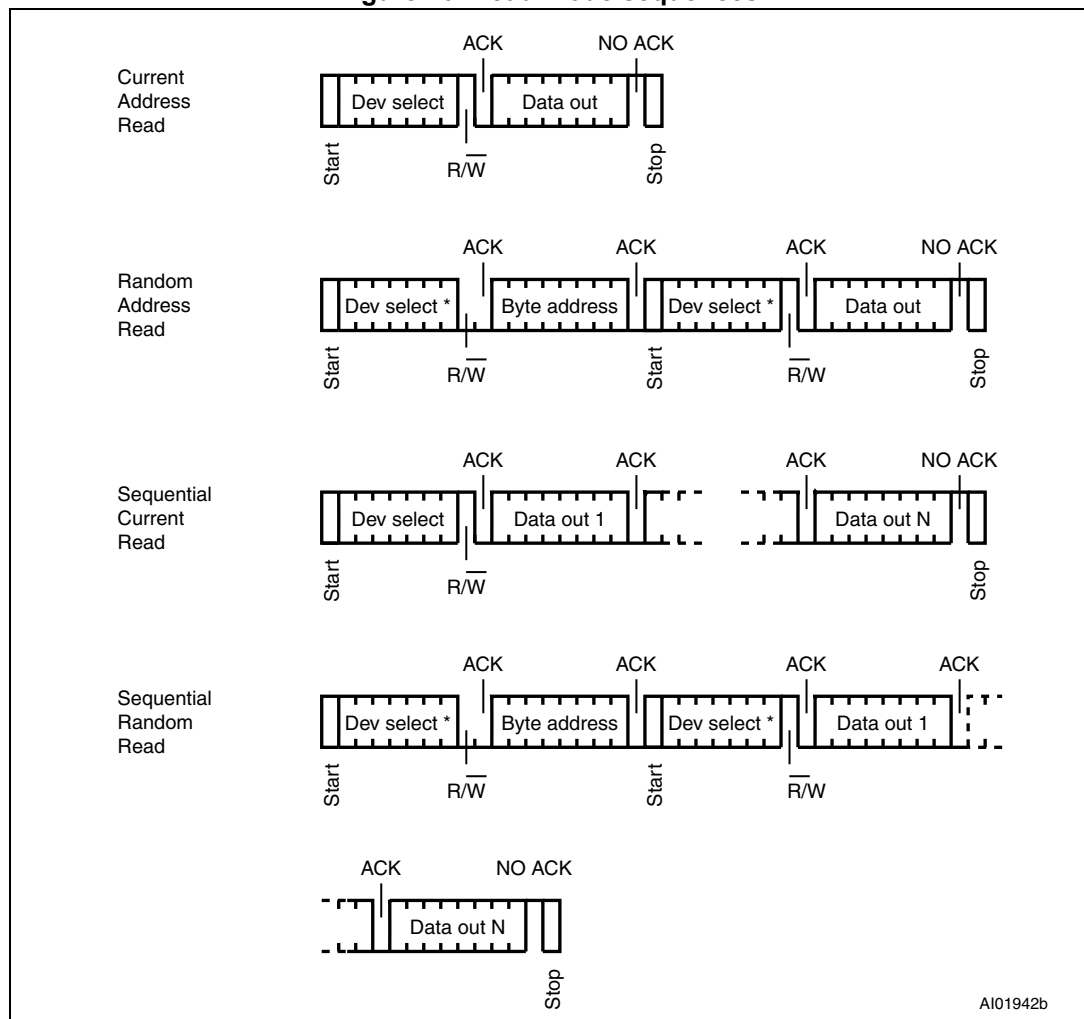 ACK NO ACK
Current
Address
Read
Dev select Data out
Start R/W̅ Stop
ACK ACK ACK NO ACK
Random
Address
Read
Dev select * Byte address Dev select * Data out
Start R/W̅ Start R̅/W Stop
ACK ACK ACK NO ACK
Sequential
Current
Read
Dev select Data out 1 Data out N
Start R/W̅ Stop
ACK ACK ACK ACK
Sequential
Random
Read
Dev select * Byte address Dev select * Data out 1
Start R/W̅ Start R̅/W
ACK NO ACK
Data out N
Stop
AI01942b